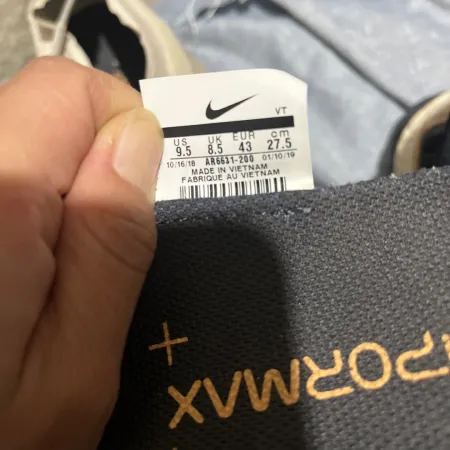 VT
US UK EUR cm
9.5 8.5 43 27.5
10/16/18 AR6631-200 01/10/19
MADE IN VIETNAM
FABRIQUE AU VIETNAM
PORMAX